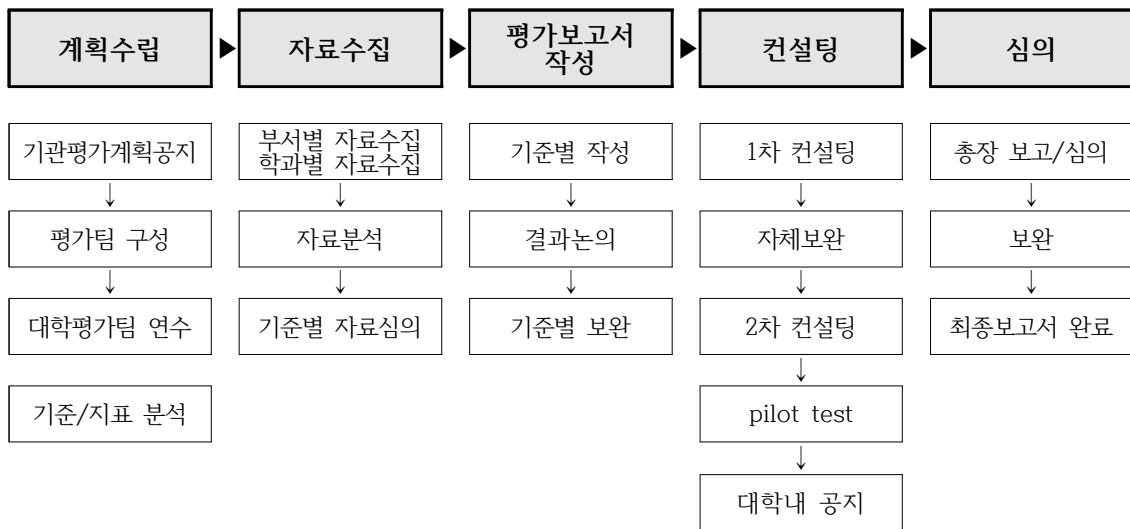 계획수립
자료수집
평가보고서
작성
컨설팅
심의
기관평가계획공지
평가팀 구성
대학평가팀 연수
기준/지표 분석
부서별 자료수집
학과별 자료수집
자료분석
기준별 자료심의
기준별 작성
결과논의
기준별 보완
1차 컨설팅
자체보완
2차 컨설팅
pilot test
대학내 공지
총장 보고/심의
보완
최종보고서 완료